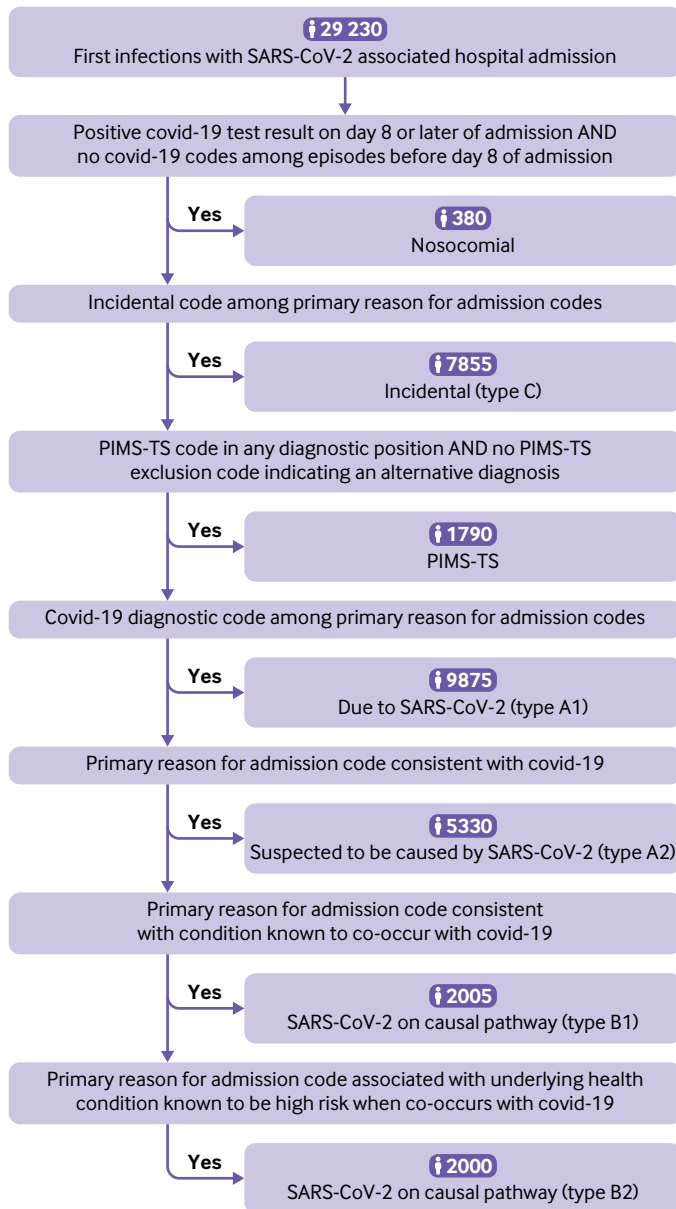 29 230
First infections with SARS-CoV-2 associated hospital admission
Positive covid-19 test result on day 8 or later of admission AND
no covid-19 codes among episodes before day 8 of admission
Yes
380
Nosocomial
Incidental code among primary reason for admission codes
Yes
7855
Incidental (type C)
PIMS-TS code in any diagnostic position AND no PIMS-TS
exclusion code indicating an alternative diagnosis
Yes
1790
PIMS-TS
Covid-19 diagnostic code among primary reason for admission codes
Yes
9875
Due to SARS-CoV-2 (type A1)
Primary reason for admission code consistent with covid-19
Yes
5330
Suspected to be caused by SARS-CoV-2 (type A2)
Primary reason for admission code consistent
with condition known to co-occur with covid-19
Yes
2005
SARS-CoV-2 on causal pathway (type B1)
Primary reason for admission code associated with underlying health
condition known to be high risk when co-occurs with covid-19
Yes
2000
SARS-CoV-2 on causal pathway (type B2)